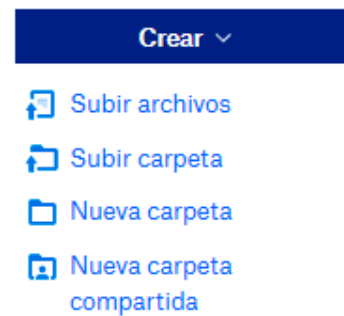 Crear
Subir archivos
Subir carpeta
Nueva carpeta
Nueva carpeta
compartida